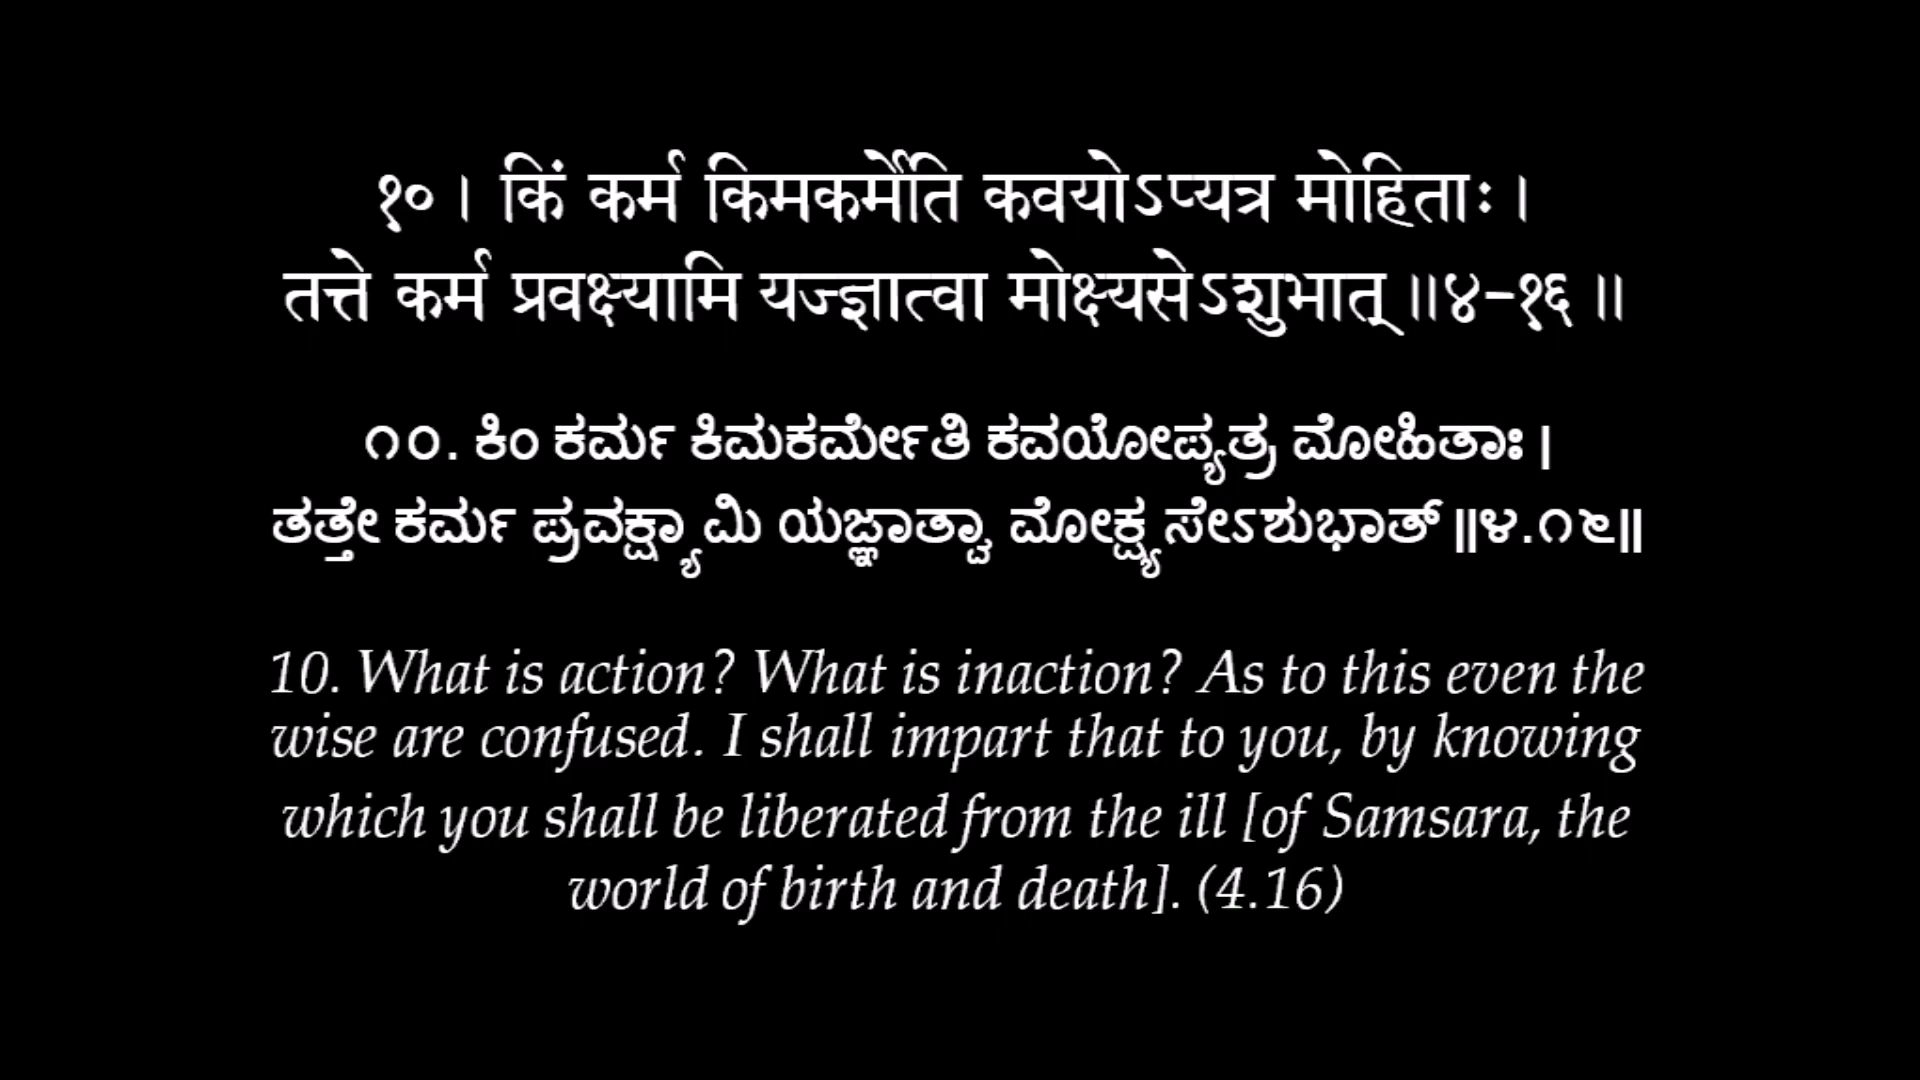 १०। किं कर्म किमकर्मैति कवयोऽप्यत्र मोहिताः।
तत्ते कर्म प्रवक्ष्यामि यज्ज्ञात्वा मोक्ष्यसेऽशुभात्॥४-१६॥
೧೦. ಕಿಂ ಕರ್ಮ ಕಿಮಕರ್ಮೇತಿ ಕವಯೋಪ್ಯತ್ರ ಮೋಹಿತಾಃ |
ತತ್ತೇ ಕರ್ಮ ಪ್ರವಕ್ಷ್ಯಾಮಿ ಯಜ್ಞಾತ್ವಾ ಮೋಕ್ಷ್ಯಸೇಽಶುಭಾತ್ ||೪.೧೬||
10. What is action? What is inaction? As to this even the
wise are confused. I shall impart that to you, by knowing
which you shall be liberated from the ill [of Samsara, the
world of birth and death]. (4.16)